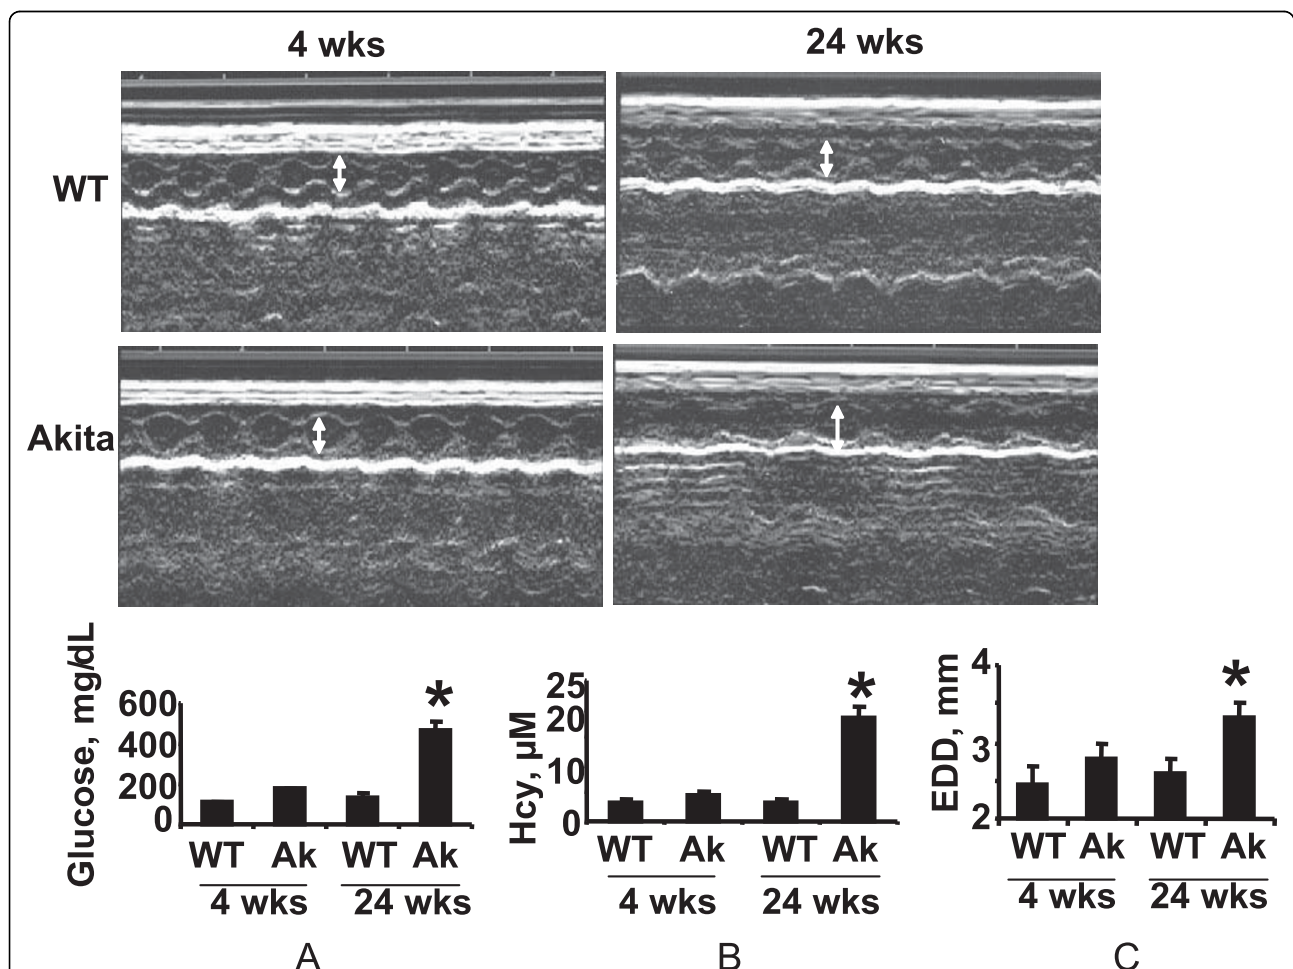 4 wks
24 wks
WT
Akita
Glucose, mg/dL
600
400
200
0
*
WT Ak WT Ak
4 wks 24 wks
A
Hcy, µM
25
20
10
0
*
WT Ak WT Ak
4 wks 24 wks
B
EDD, mm
4
3
2
*
WT Ak WT Ak
4 wks 24 wks
C